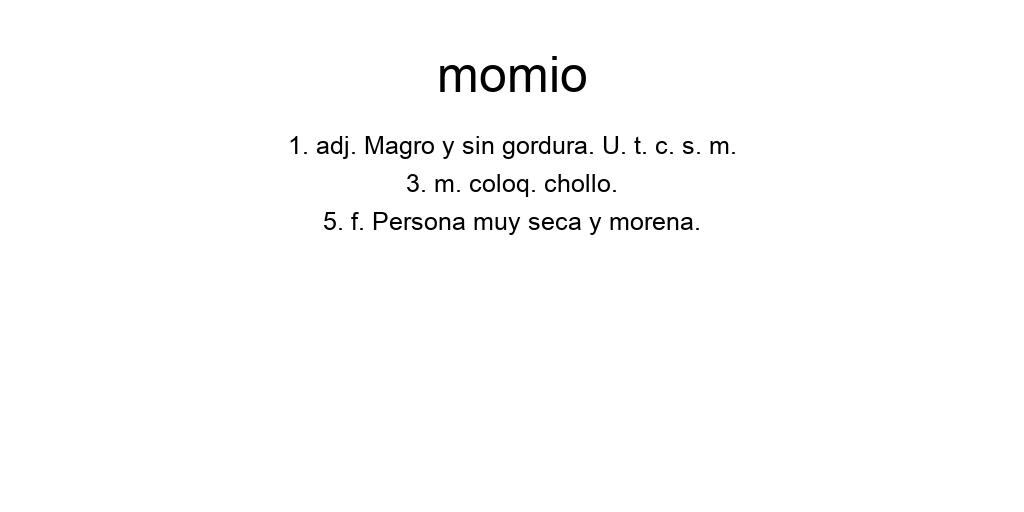 momio
1. adj. Magro y sin gordura. U. t. c. s. m.
3. m. coloq. chollo.
5. f. Persona muy seca y morena.